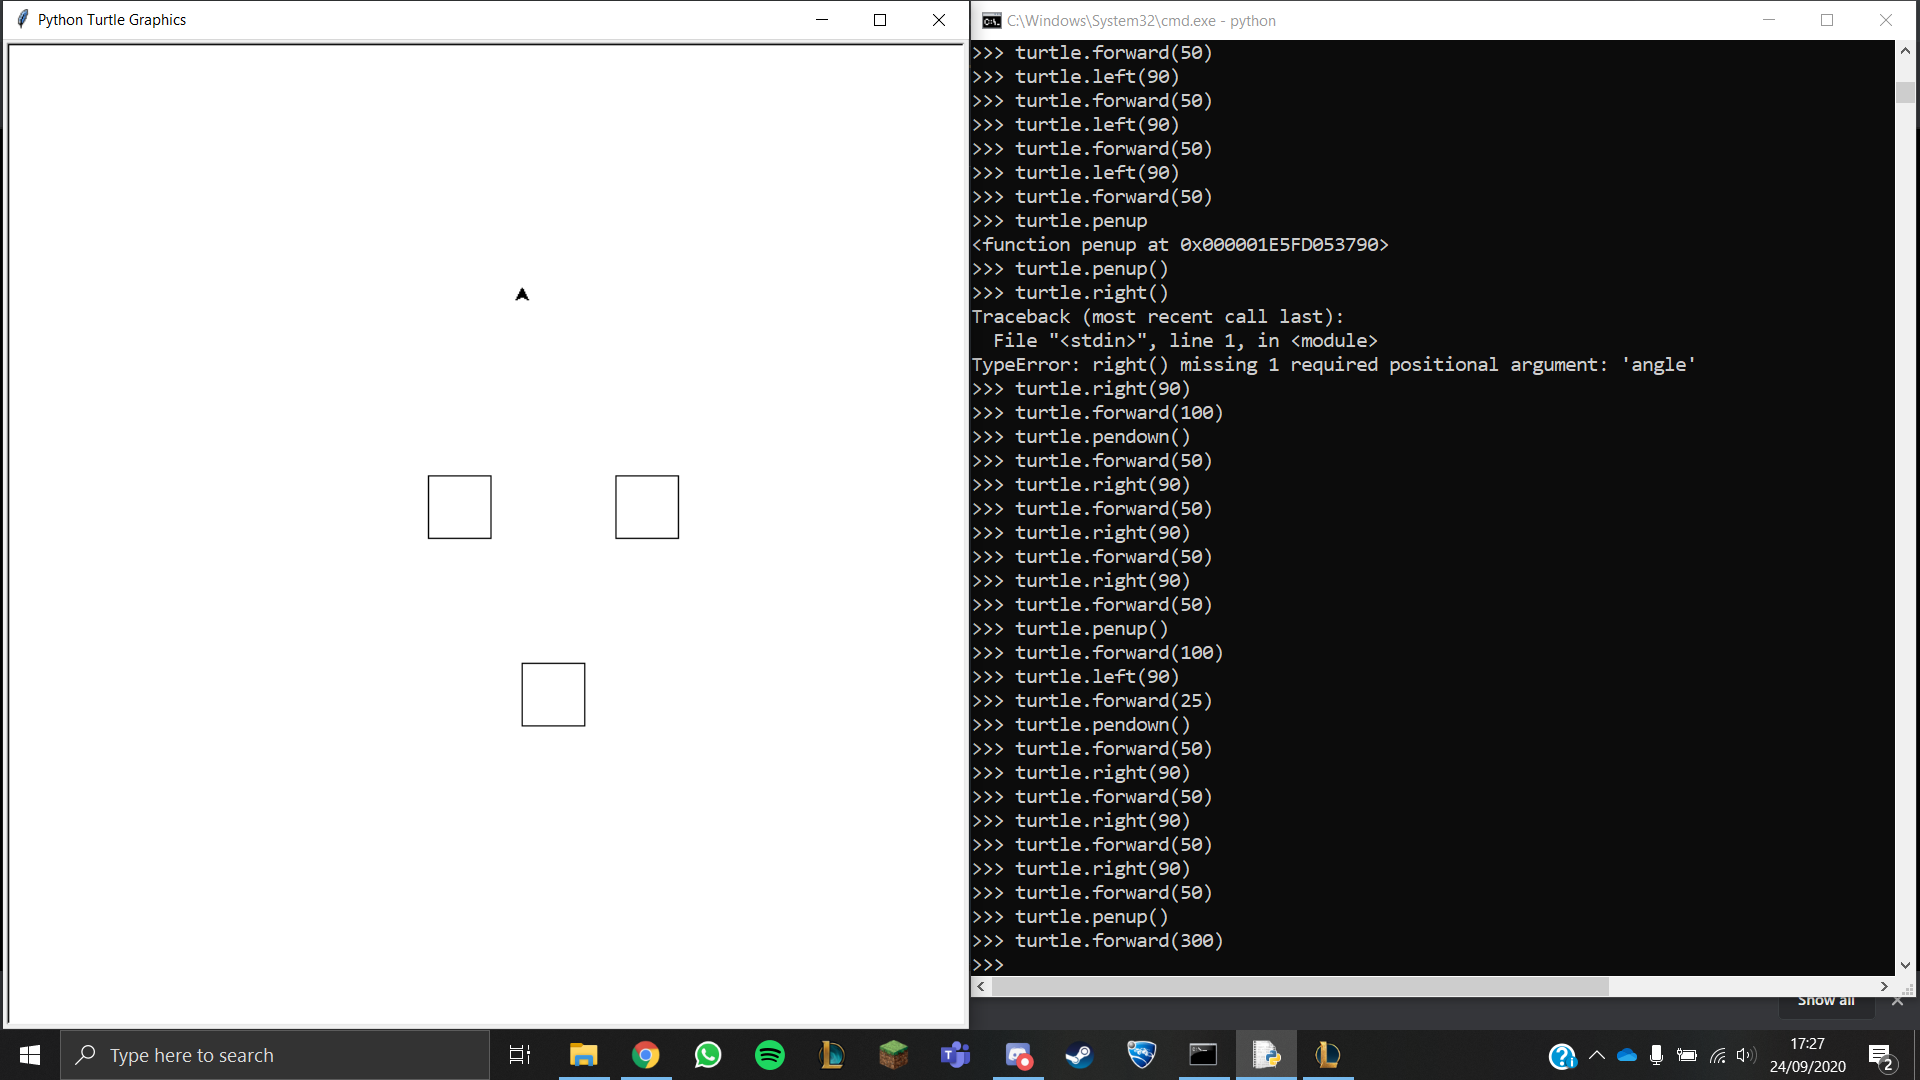 Python Turtle Graphics
C:\Windows\System32\cmd.exe - python
>>> turtle.forward(50)
>>> turtle.left(90)
>>> turtle.forward(50)
>>> turtle.left(90)
>>> turtle.forward(50)
>>> turtle.left(90)
>>> turtle.forward(50)
>>> turtle.penup
<function penup at 0x000001E5FD053790>
>>> turtle.penup()
>>> turtle.right()
Traceback (most recent call last):
  File "<stdin>", line 1, in <module>
TypeError: right() missing 1 required positional argument: 'angle'
>>> turtle.right(90)
>>> turtle.forward(100)
>>> turtle.pendown()
>>> turtle.forward(50)
>>> turtle.right(90)
>>> turtle.forward(50)
>>> turtle.right(90)
>>> turtle.forward(50)
>>> turtle.right(90)
>>> turtle.forward(50)
>>> turtle.penup()
>>> turtle.forward(100)
>>> turtle.left(90)
>>> turtle.forward(25)
>>> turtle.pendown()
>>> turtle.forward(50)
>>> turtle.right(90)
>>> turtle.forward(50)
>>> turtle.right(90)
>>> turtle.forward(50)
>>> turtle.right(90)
>>> turtle.forward(50)
>>> turtle.penup()
>>> turtle.forward(300)
>>>
Show all
Type here to search
17:27
24/09/2020
2